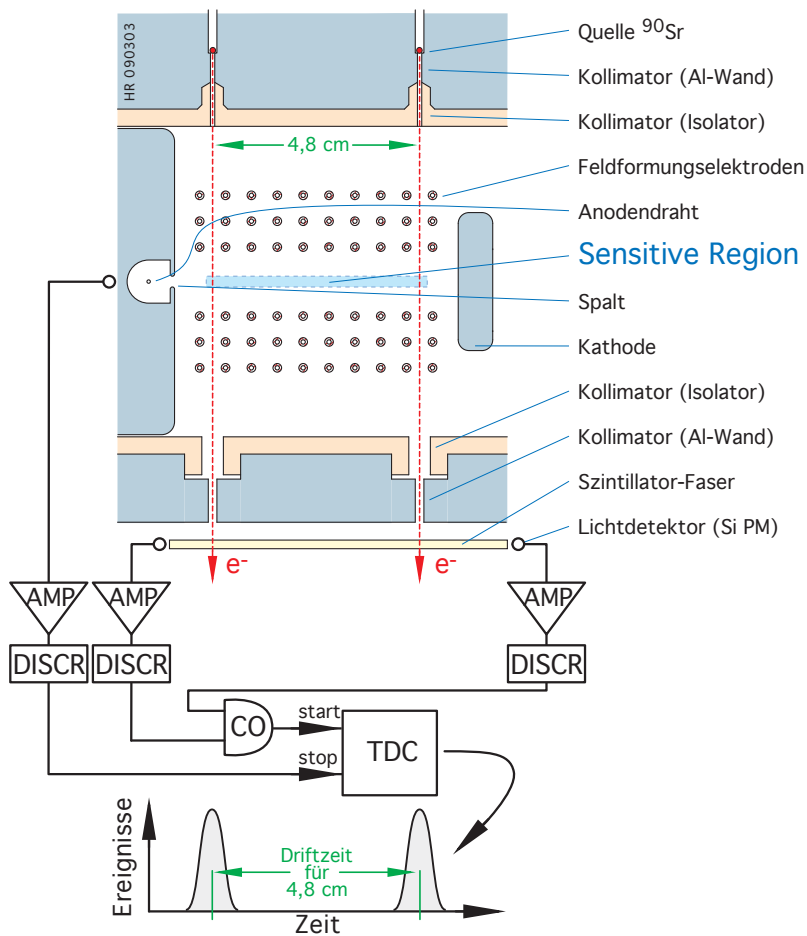 HR 090303
Quelle ⁹⁰Sr
Kollimator (Al-Wand)
Kollimator (Isolator)
4,8 cm
Feldformungselektroden
Anodendraht
Sensitive Region
Spalt
Kathode
Kollimator (Isolator)
Kollimator (Al-Wand)
Szintillator-Faser
Lichtdetektor (Si PM)
e-
e-
AMP
AMP
AMP
DISCR
DISCR
DISCR
CO
start
stop
TDC
Ereignisse
Driftzeit
für
4,8 cm
Zeit